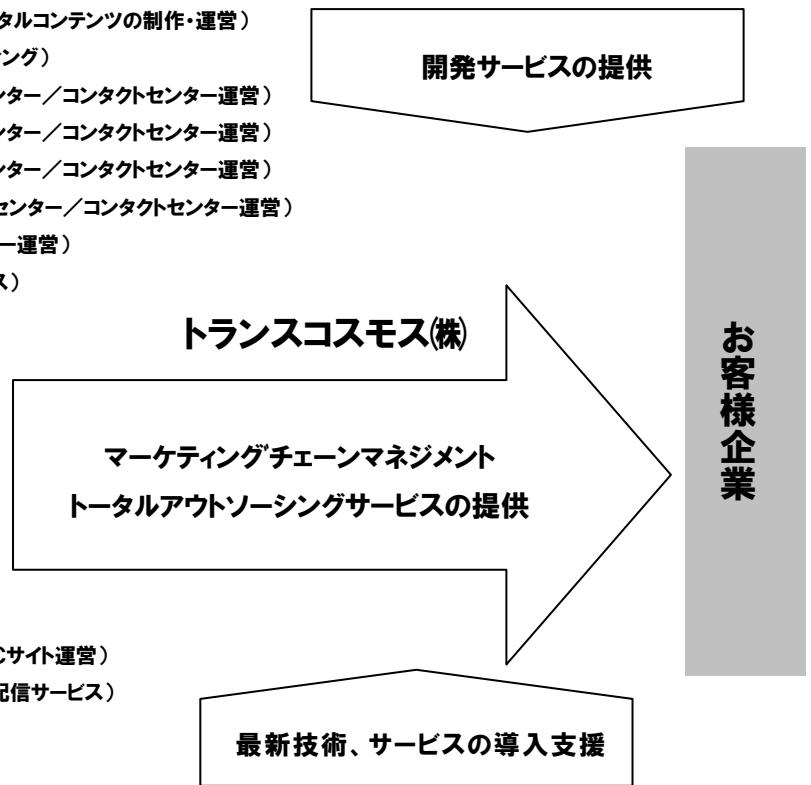 タルコンテンツの制作・運営）
ング）
開発サービスの提供
ンター／コンタクトセンター運営）
ンター／コンタクトセンター運営）
ンター／コンタクトセンター運営）
センター／コンタクトセンター運営）
ー運営）
ス）
トランスコスモス㈱
お客様企業
マーケティングチェーンマネジメント
トータルアウトソーシングサービスの提供
Cサイト運営）
配信サービス）
最新技術、サービスの導入支援